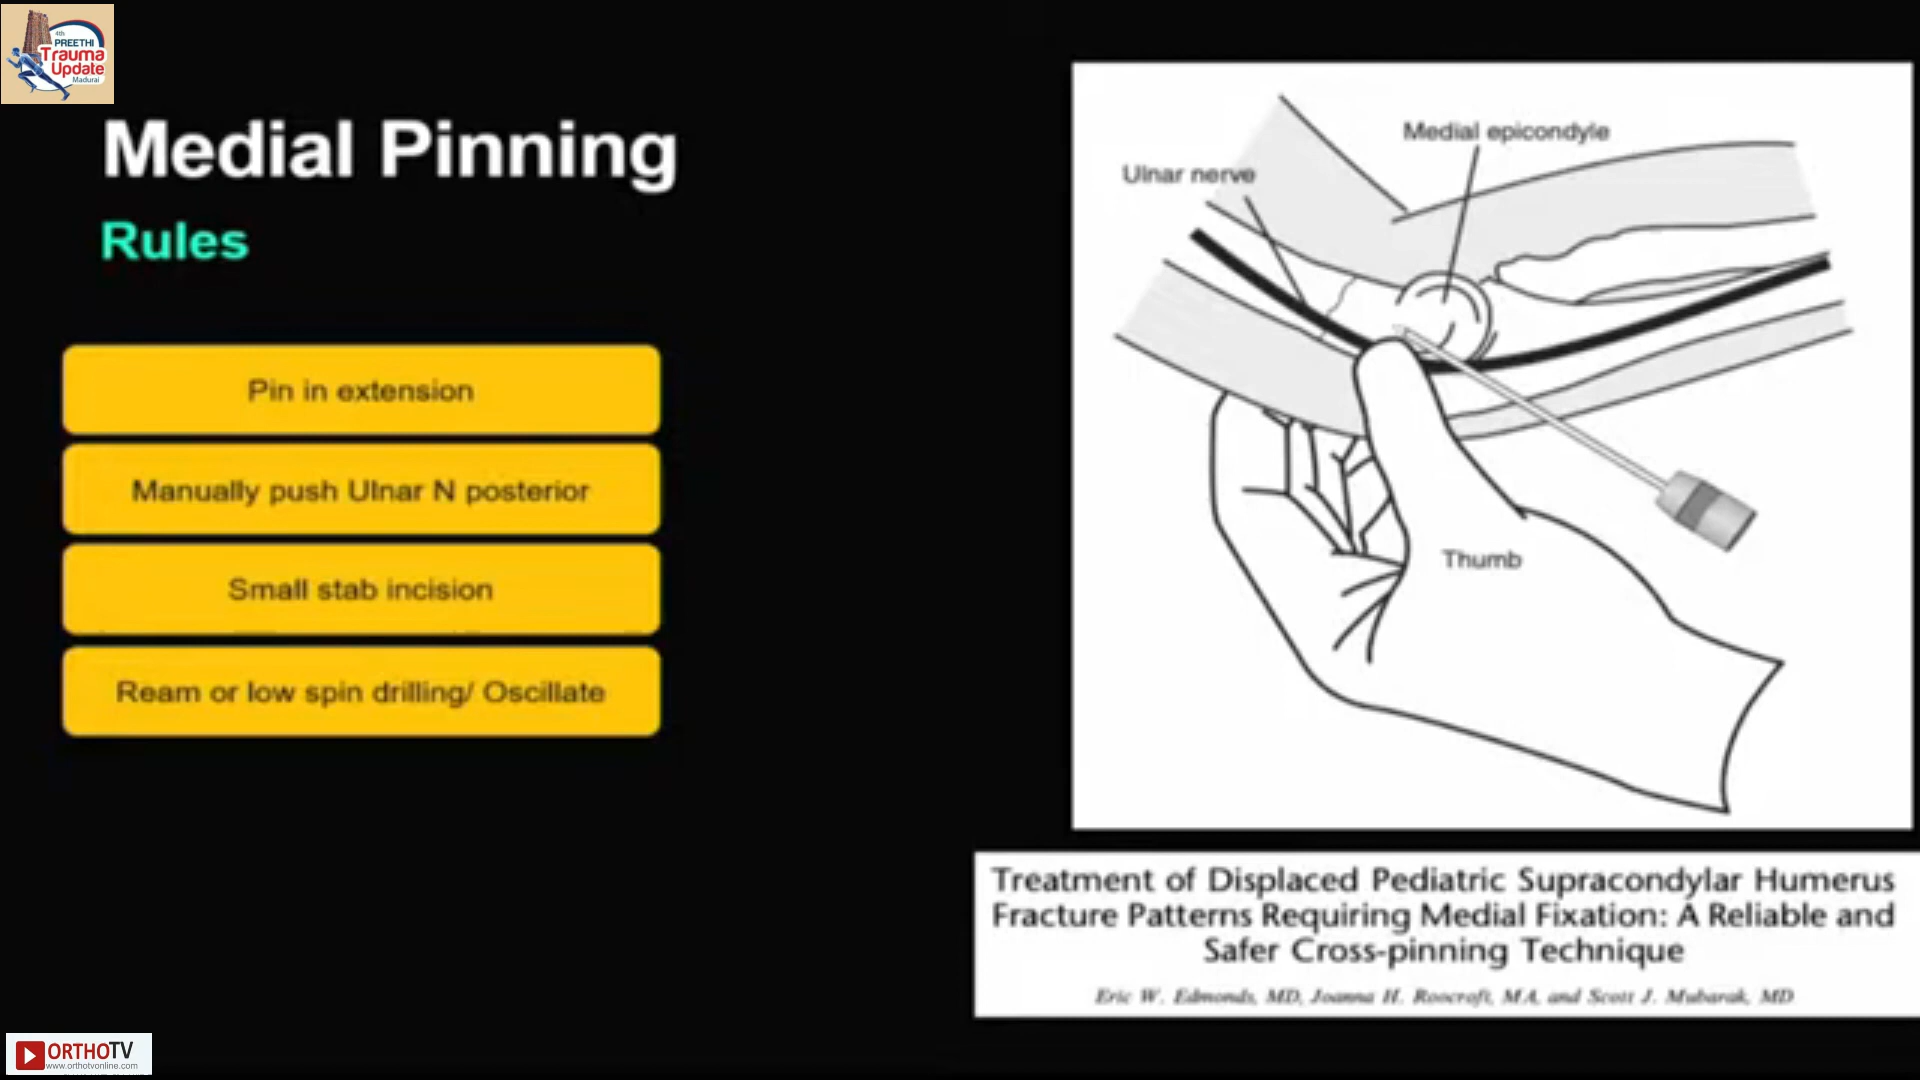 4th
PREETHI
Trauma
Update
Madurai
Medial Pinning
Rules
Pin in extension
Manually push Ulnar N posterior
Small stab incision
Ream or low spin drilling/ Oscillate
Medial epicondyle
Ulnar nerve
Thumb
Treatment of Displaced Pediatric Supracondylar Humerus
Fracture Patterns Requiring Medial Fixation: A Reliable and
Safer Cross-pinning Technique
Eric W. Edmonds, MD, Joanna H. Roocroft, MA, and Scott J. Mubarak, MD
ORTHOTV
www.orthotvonline.com